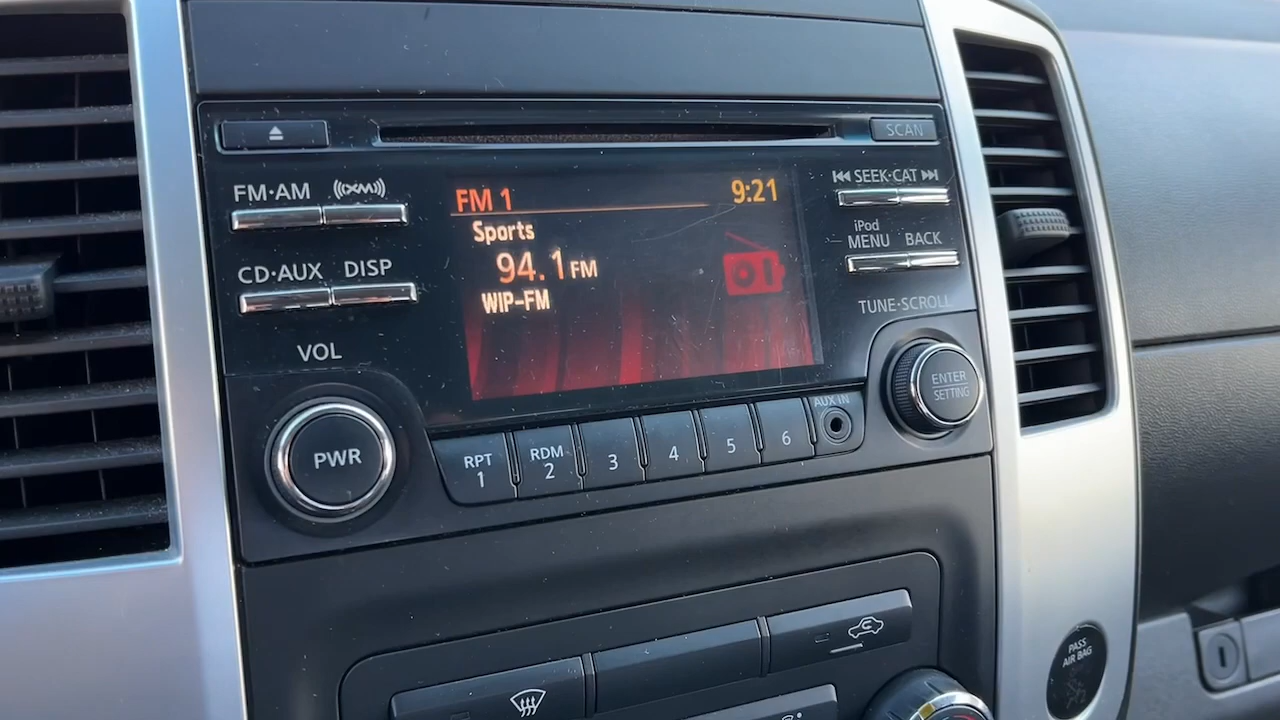 SCAN
FM·AM ((XM))
SEEK·CAT
FM 1 9:21
Sports
94.1 FM
WIP-FM
iPod
MENU BACK
CD·AUX DISP
TUNE·SCROLL
VOL
ENTER
SETTING
PWR
RPT
1
RDM
2
3
4
5
6
AUX IN
PASS
AIR BAG